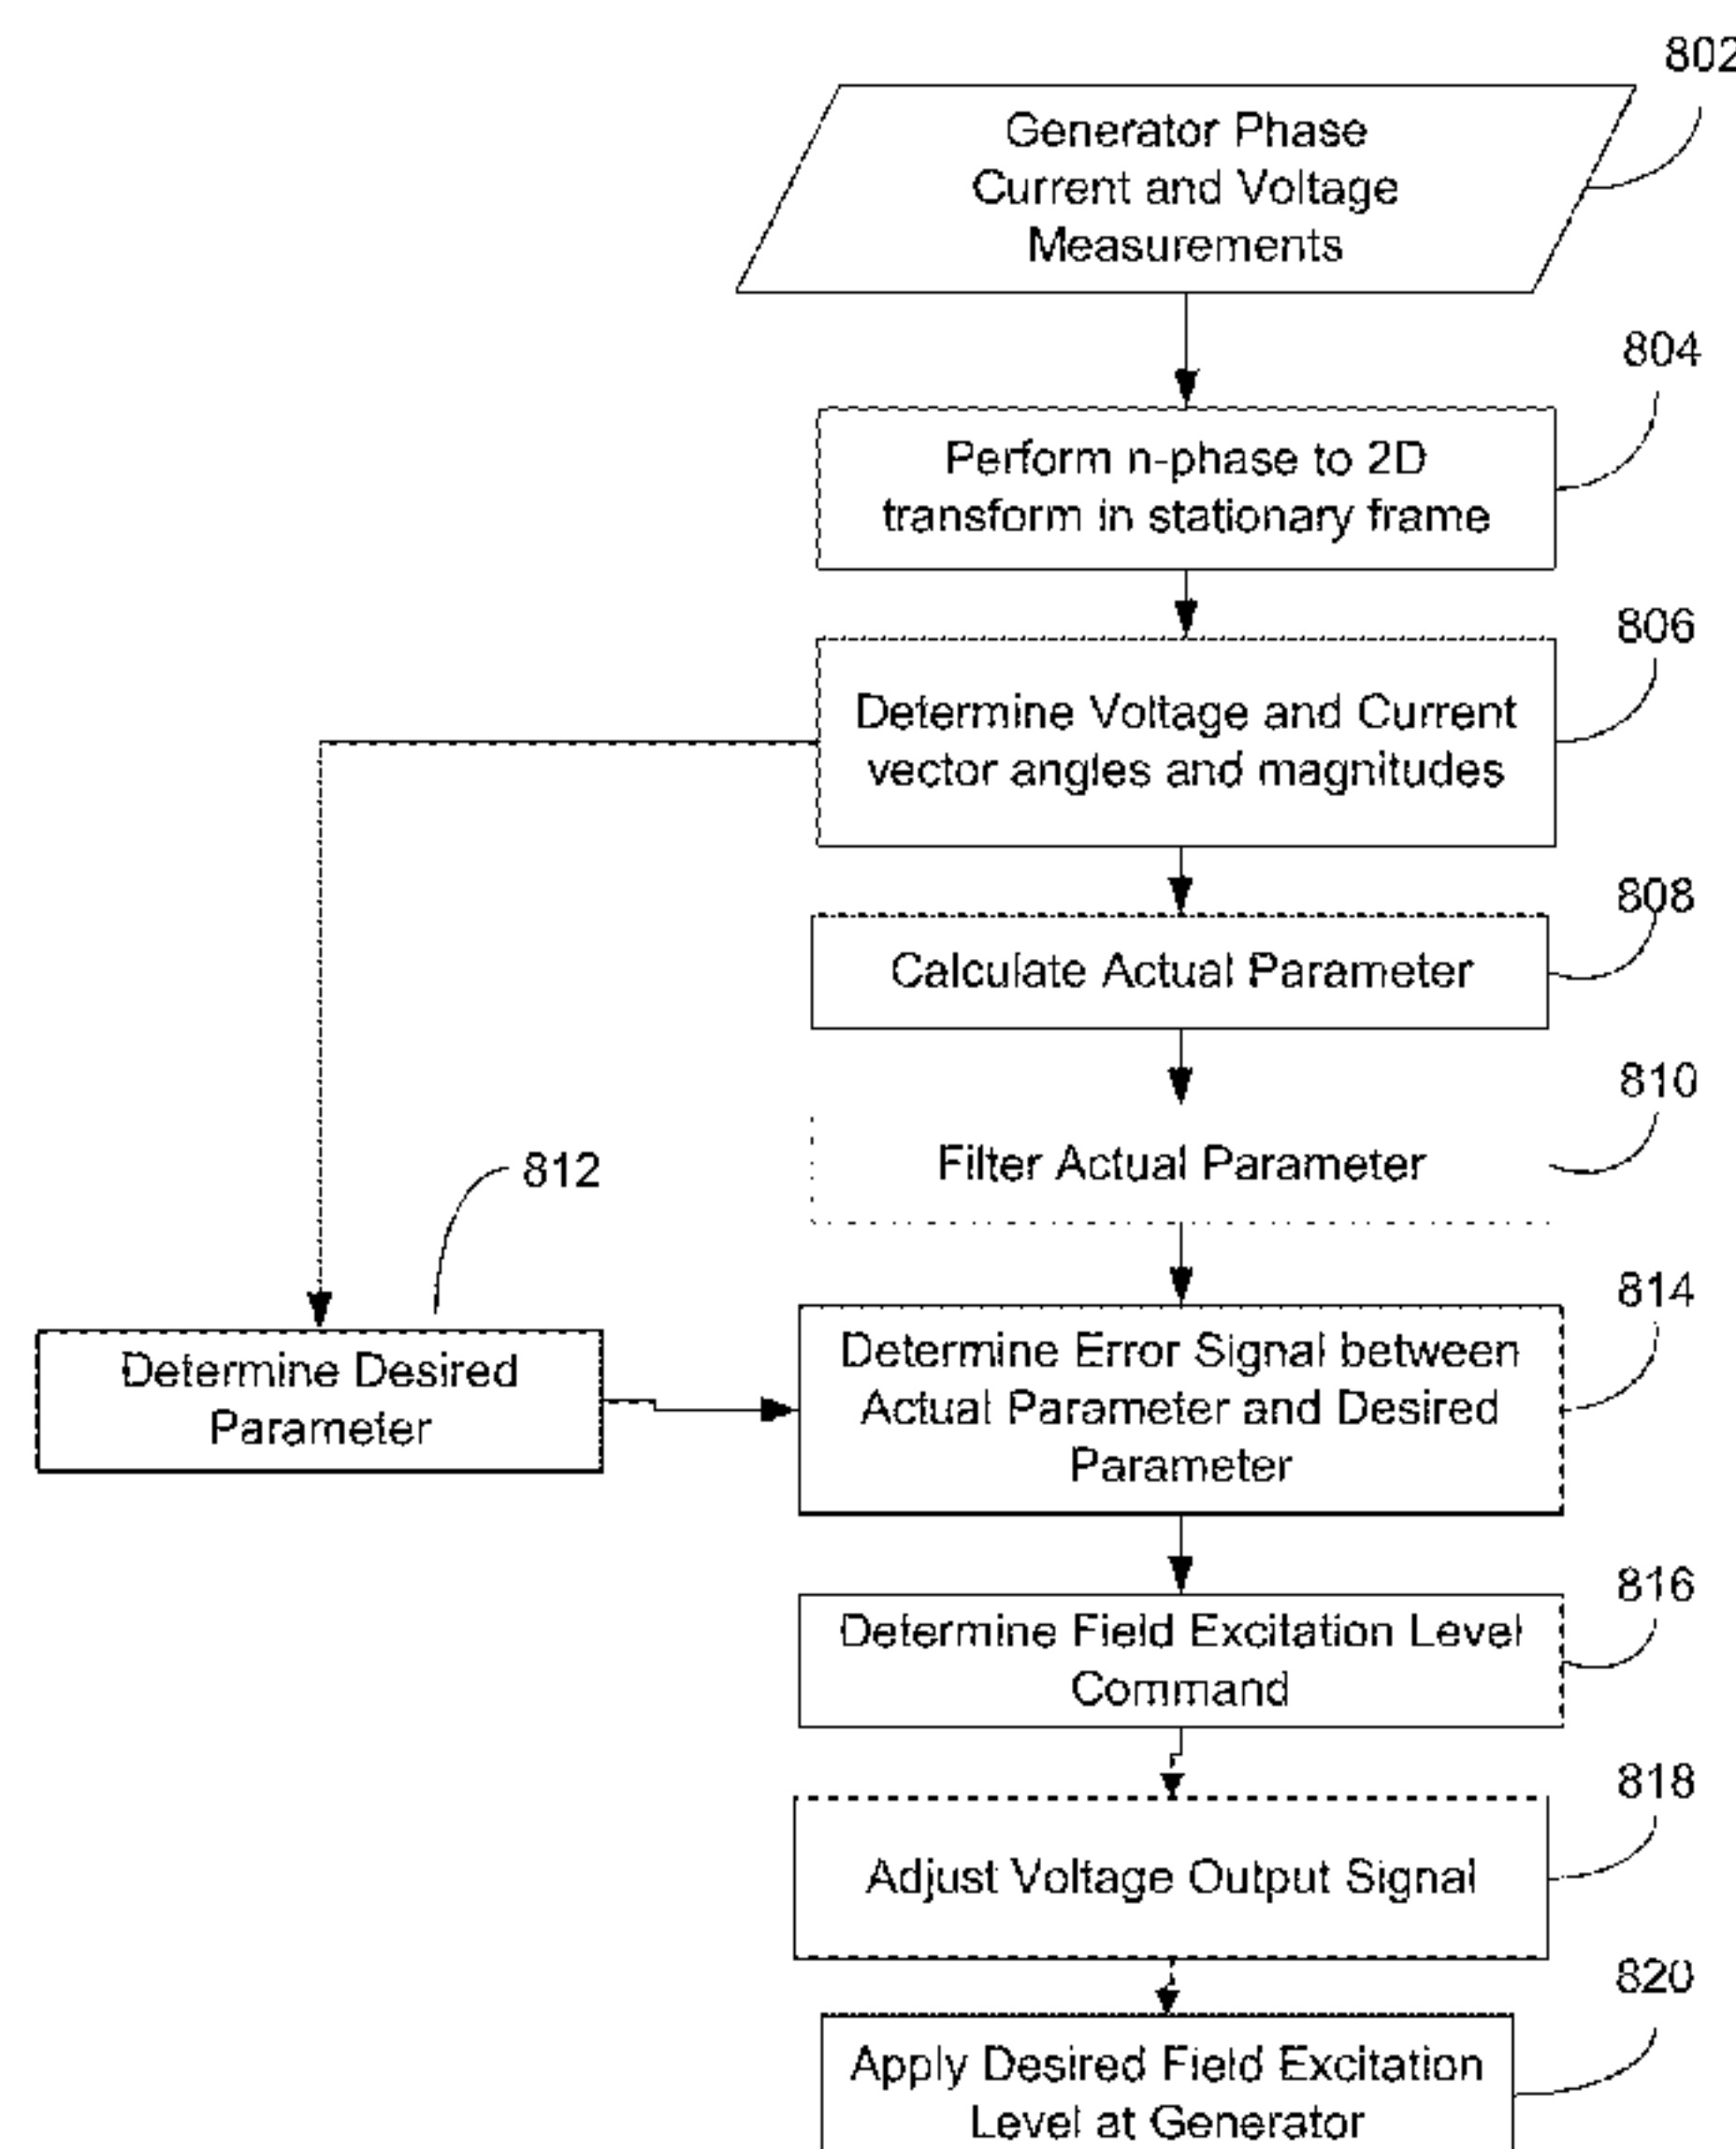 802
Generator Phase
Current and Voltage
Measurements
804
Perform n-phase to 2D
transform in stationary frame
806
Determine Voltage and Current
vector angles and magnitudes
808
Calculate Actual Parameter
810
Filter Actual Parameter
812
Determine Desired
Parameter
814
Determine Error Signal between
Actual Parameter and Desired
Parameter
816
Determine Field Excitation Level
Command
818
Adjust Voltage Output Signal
820
Apply Desired Field Excitation
Level at Generator